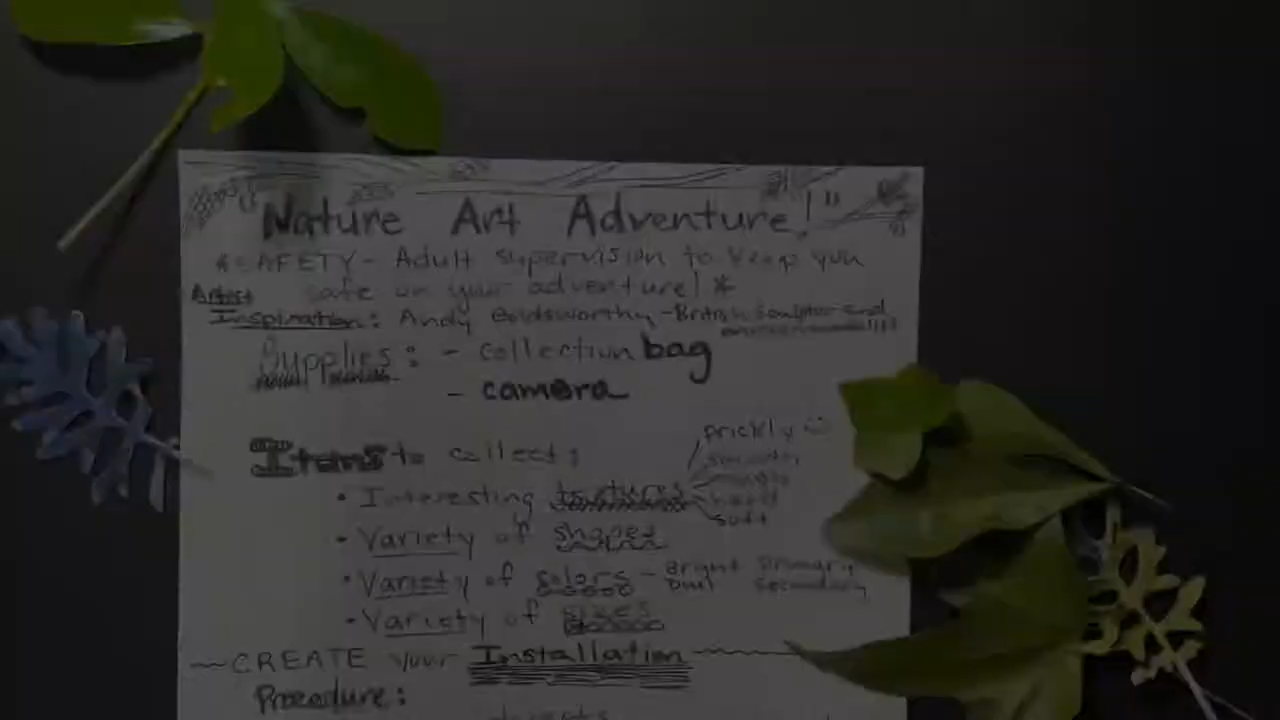 Nature Art Adventure!"
*SAFETY - Adult supervision to keep you
safe on your adventure! *
Artist
Inspiration: Andy Goldsworthy - British Sculptor and
Supplies: - collection bag
- camera
Items to collect:
prickly
smooth
rough
hard
soft
• Interesting textures
• Variety of shapes
• Variety of colors - Bright Primary
Dull Secondary
• Variety of sizes
~CREATE your Installation
Procedure: